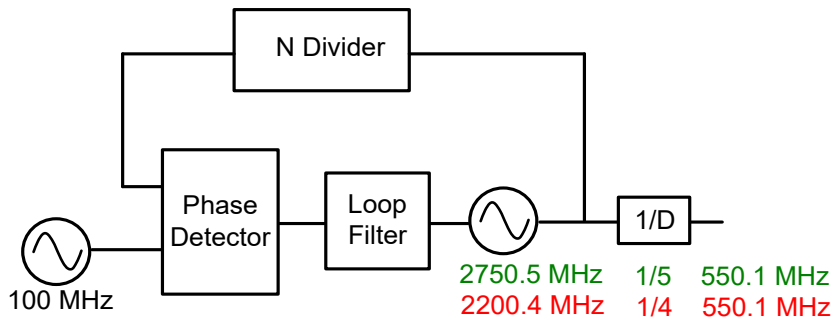 N Divider
Phase
Detector
Loop
Filter
1/D
100 MHz
2750.5 MHz 1/5 550.1 MHz
2200.4 MHz 1/4 550.1 MHz